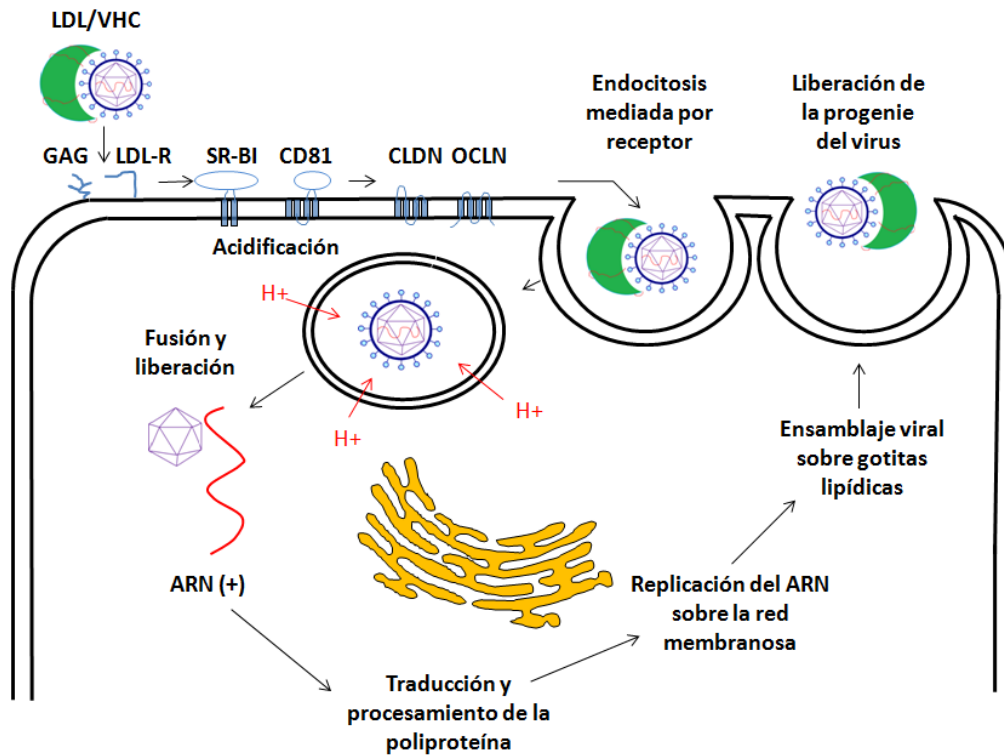 LDL/VHC
GAG
LDL-R
SR-BI
CD81
CLDN
OCLN
Endocitosis
mediada por
receptor
Liberación de
la progenie
del virus
Acidificación
H+
H+
H+
Fusión y
liberación
ARN (+)
Traducción y
procesamiento de la
poliproteína
Replicación del ARN
sobre la red
membranosa
Ensamblaje viral
sobre gotitas
lipídicas